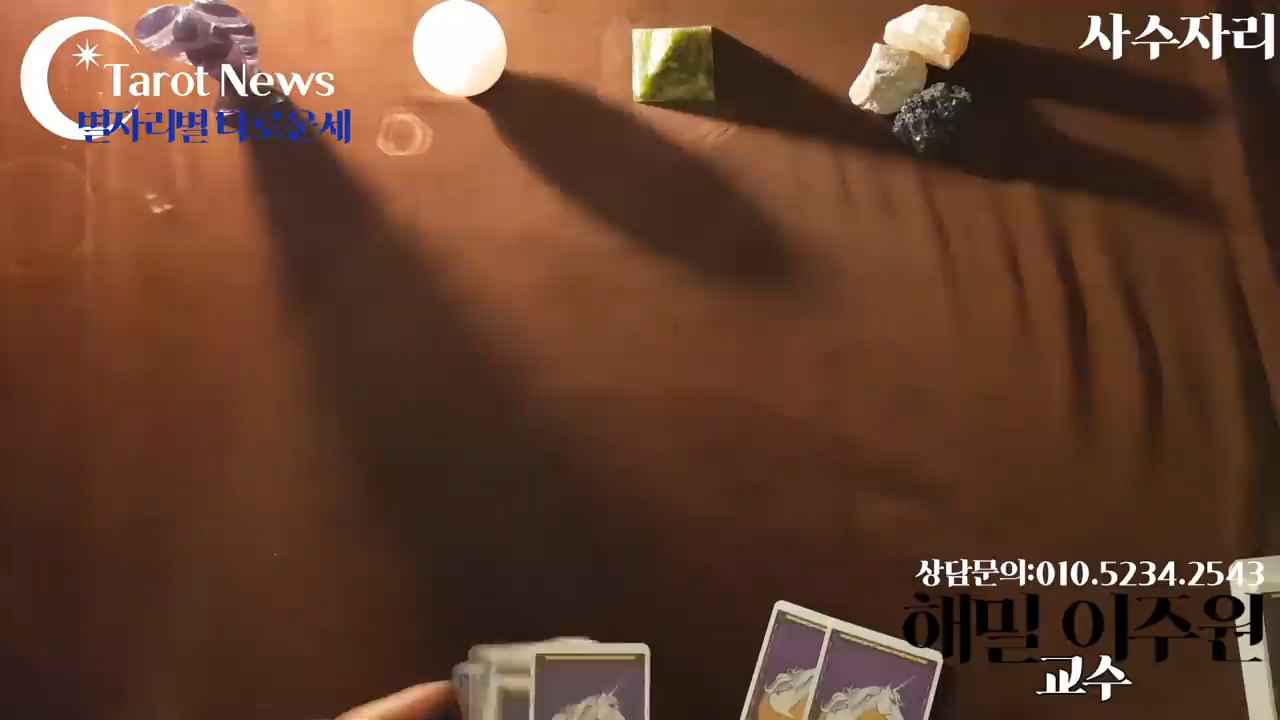 사수자리
Tarot News
별자리별 타로운세
상담문의:010.5234.2543
해밀 이주원
교수